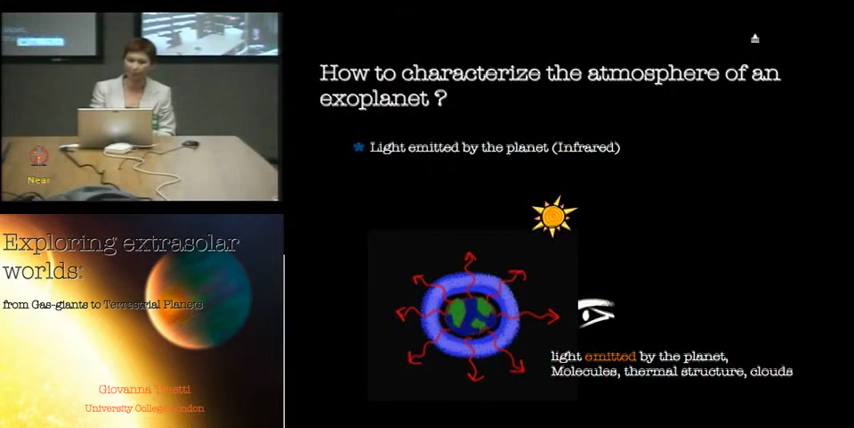 Near
Exploring extrasolar
worlds:
from Gas-giants to Terrestrial Planets
Giovanna Tinetti
University College London
How to characterize the atmosphere of an
exoplanet ?
Light emitted by the planet (Infrared)
light emitted by the planet,
Molecules, thermal structure, clouds